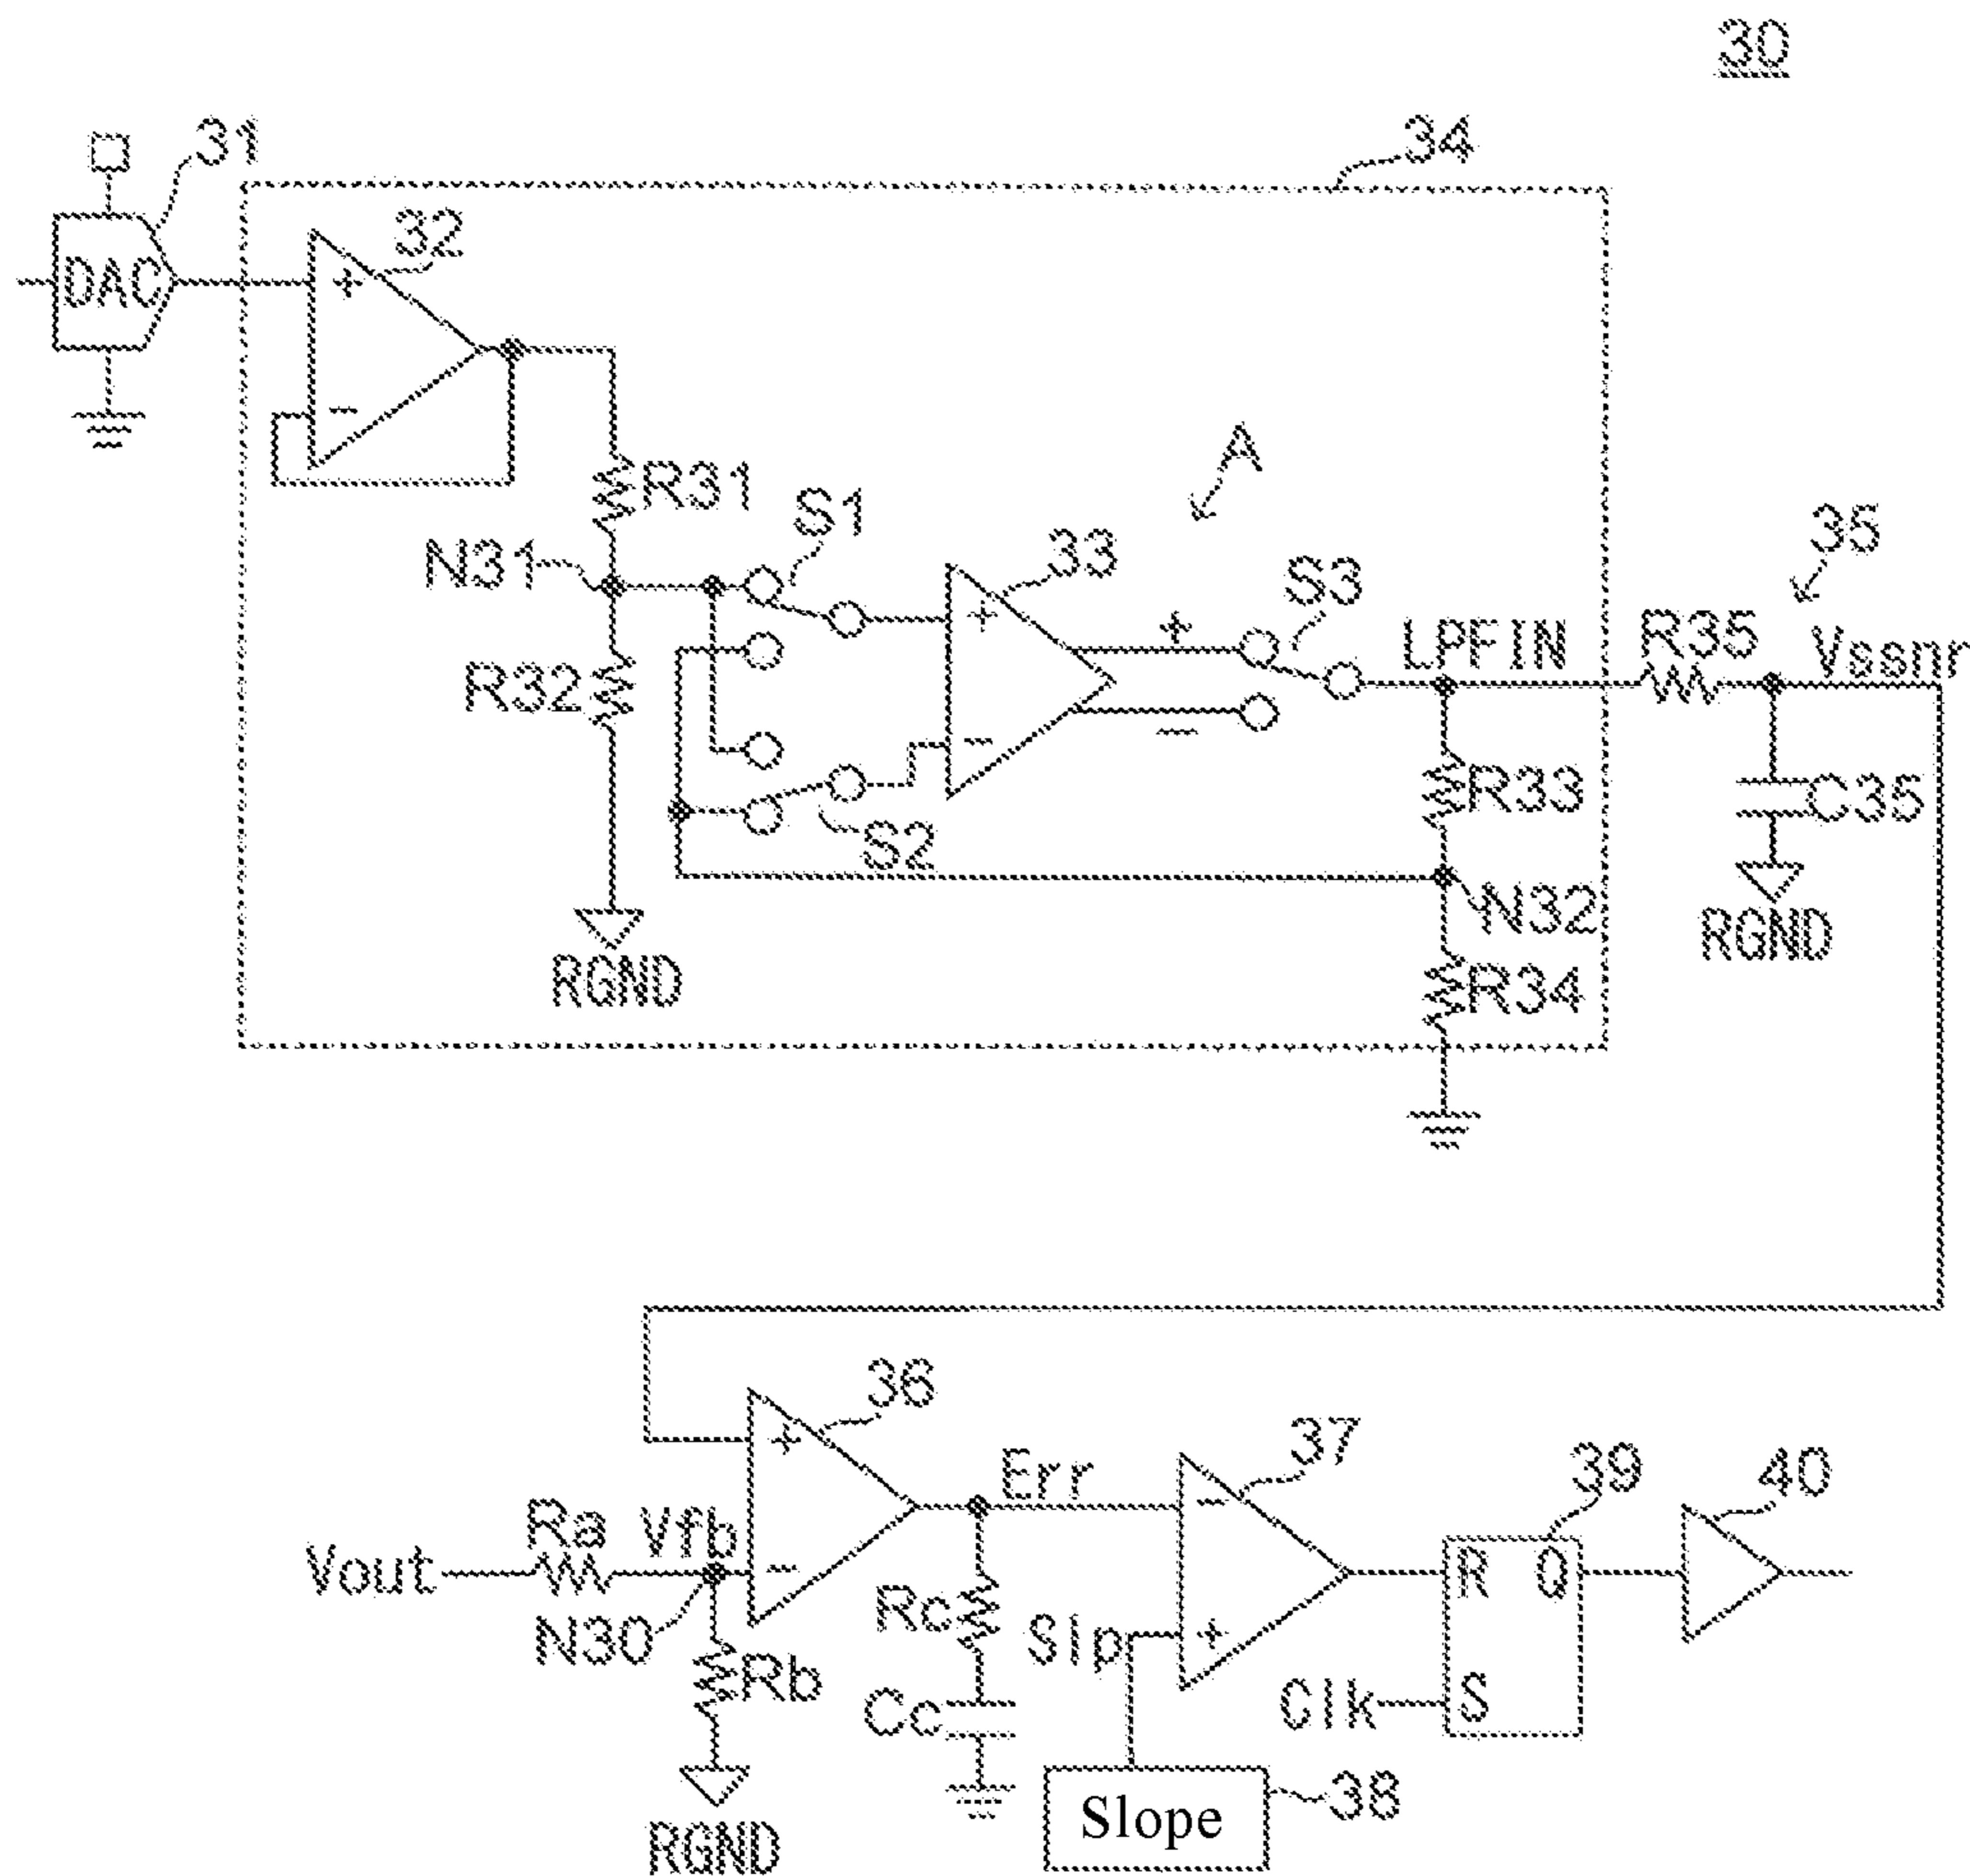 30
31
34
DAC
32
+
-
A
R31
S1
35
N31
33
S3
+
+
LPFIN
R35
Vssnr
R32
-
-
R33
C35
S2
N32
RGND
RGND
R34
36
+
37
Err
39
40
Ra
Vfb
-
Vout
-
R Q
Rc
N30
Slp
+
Rb
Clk
S
Cc
38
Slope
RGND